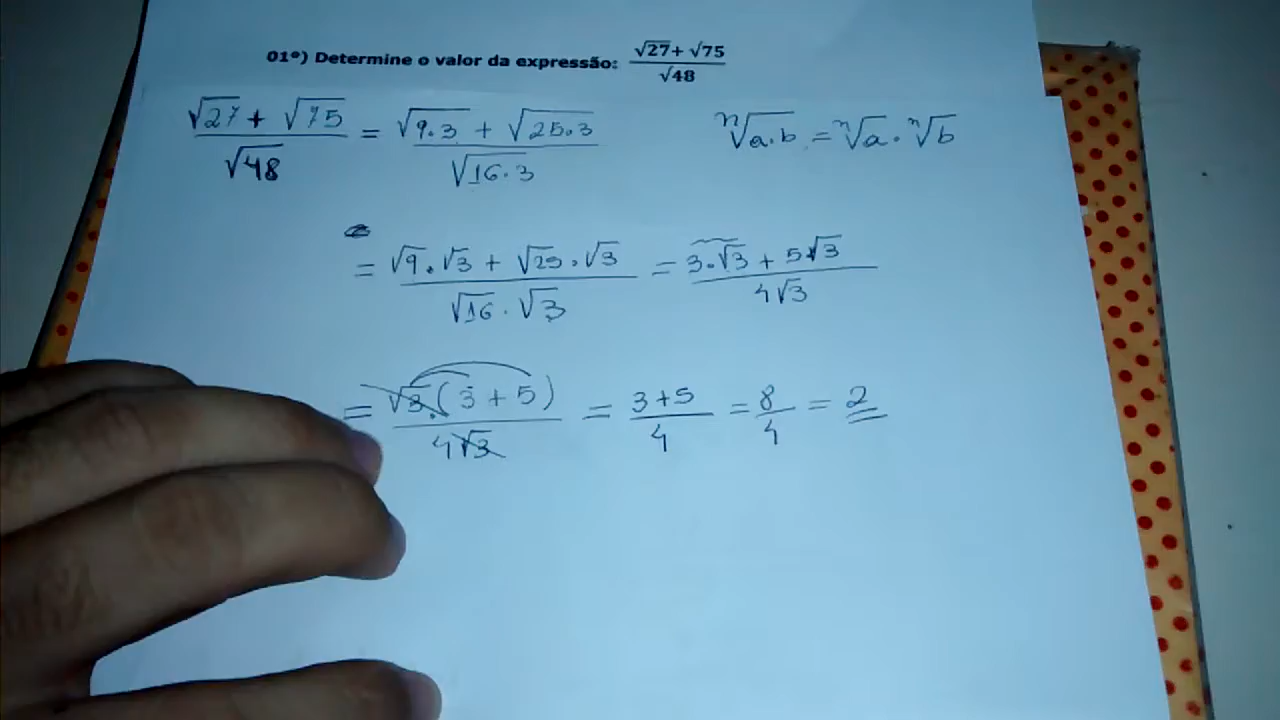 01º) Determine o valor da expressão: (√27+ √75)/√48
(√27 + √75)/√48 = (√9.3 + √25.3)/√16.3
ⁿ√a.b = ⁿ√a . ⁿ√b
= (√9.√3 + √25.√3)/(√16.√3) = (3.√3 + 5√3)/4√3
= √3.(3 + 5)/4√3 = (3+5)/4 = 8/4 = 2